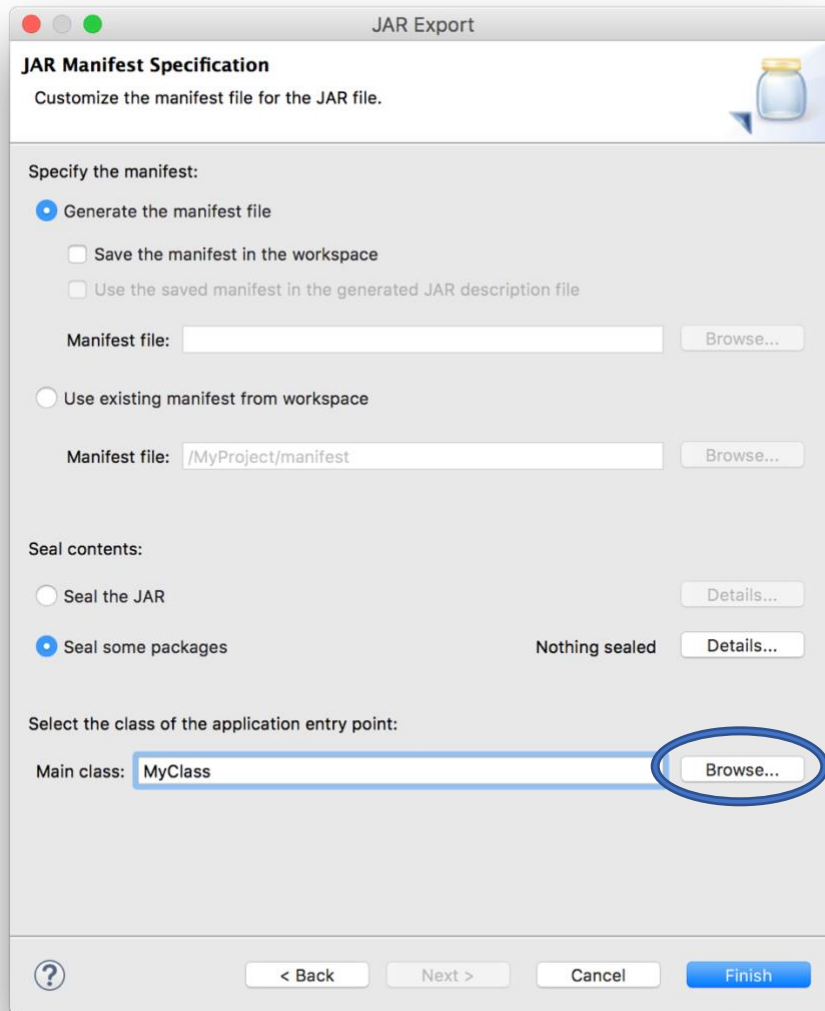 JAR Export
JAR Manifest Specification
Customize the manifest file for the JAR file.
Specify the manifest:
Generate the manifest file
Save the manifest in the workspace
Use the saved manifest in the generated JAR description file
Manifest file: Browse...
Use existing manifest from workspace
Manifest file: /MyProject/manifest Browse...
Seal contents:
Seal the JAR Details...
Seal some packages Nothing sealed Details...
Select the class of the application entry point:
Main class: MyClass Browse...
? < Back Next > Cancel Finish